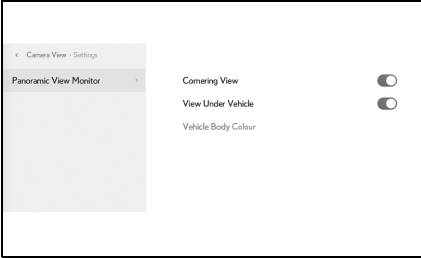 Camera View · Settings
Panoramic View Monitor
Cornering View
View Under Vehicle
Vehicle Body Colour